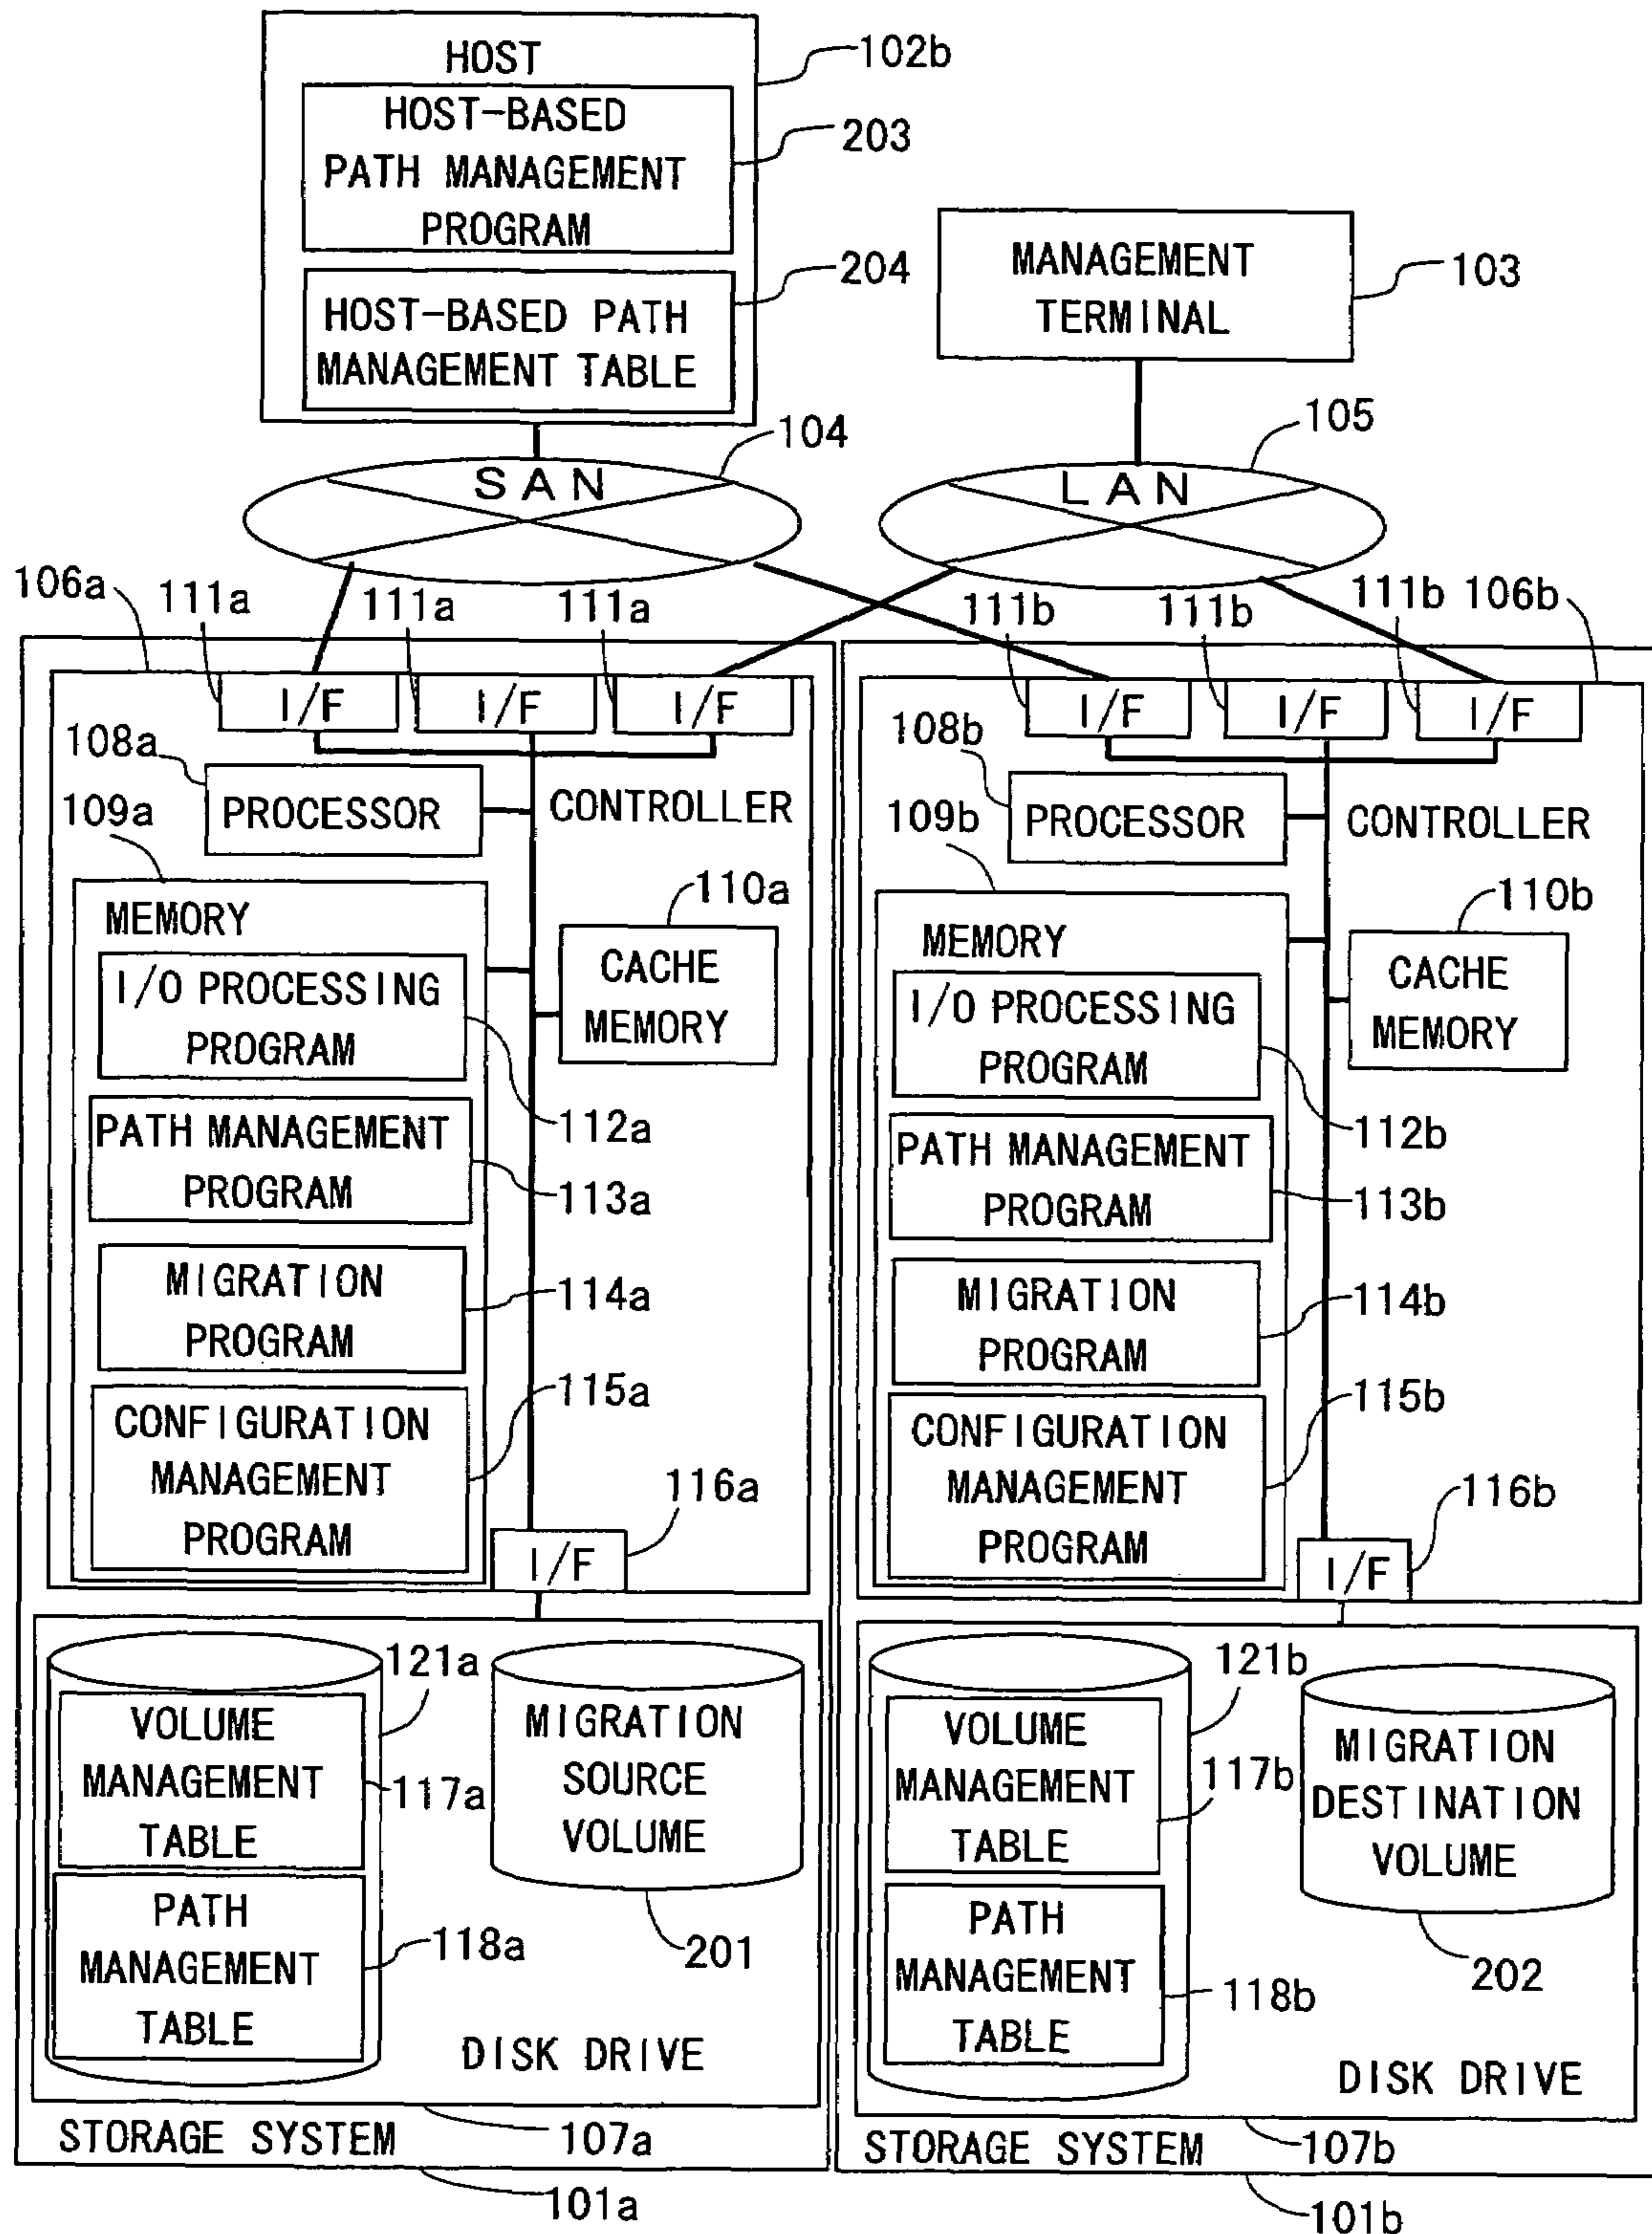 HOST
102b
HOST-BASED
PATH MANAGEMENT
PROGRAM
203
204
HOST-BASED PATH
MANAGEMENT TABLE
MANAGEMENT
TERMINAL
103
104
SAN
105
LAN
106a
111a
111a
111a
111b
111b
111b
106b
I/F
I/F
I/F
I/F
I/F
I/F
108a
PROCESSOR
CONTROLLER
109a
MEMORY
110a
CACHE
MEMORY
I/O PROCESSING
PROGRAM
112a
PATH MANAGEMENT
PROGRAM
113a
MIGRATION
PROGRAM
114a
115a
CONFIGURATION
MANAGEMENT
PROGRAM
116a
I/F
108b
PROCESSOR
CONTROLLER
109b
MEMORY
110b
CACHE
MEMORY
I/O PROCESSING
PROGRAM
112b
PATH MANAGEMENT
PROGRAM
113b
MIGRATION
PROGRAM
114b
115b
CONFIGURATION
MANAGEMENT
PROGRAM
116b
I/F
121a
VOLUME
MANAGEMENT
TABLE
117a
PATH
MANAGEMENT
TABLE
118a
MIGRATION
SOURCE
VOLUME
201
DISK DRIVE
107a
STORAGE SYSTEM
101a
121b
VOLUME
MANAGEMENT
TABLE
117b
PATH
MANAGEMENT
TABLE
118b
MIGRATION
DESTINATION
VOLUME
202
DISK DRIVE
107b
STORAGE SYSTEM
101b